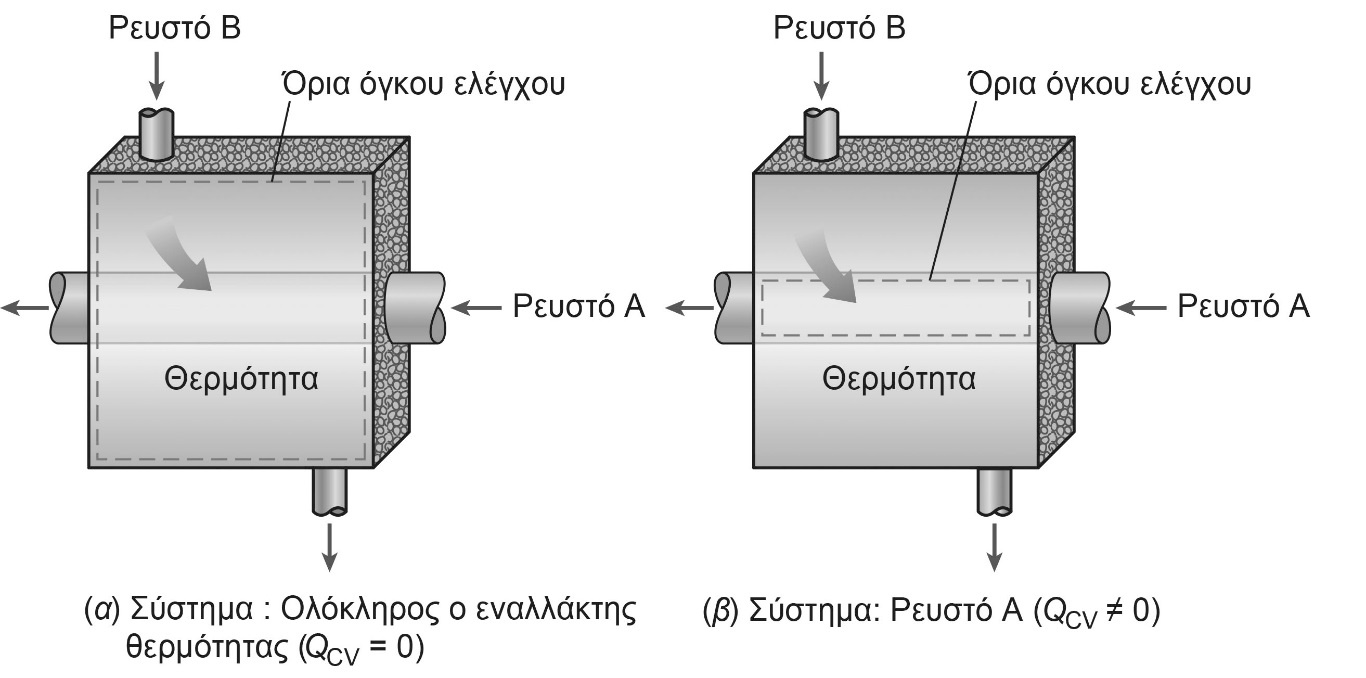 Ρευστό Β
Όρια όγκου ελέγχου
Ρευστό Α
Θερμότητα
(α) Σύστημα : Ολόκληρος ο εναλλάκτης
θερμότητας (QCV = 0)
Ρευστό Β
Όρια όγκου ελέγχου
Ρευστό Α
Θερμότητα
(β) Σύστημα: Ρευστό Α (QCV ≠ 0)